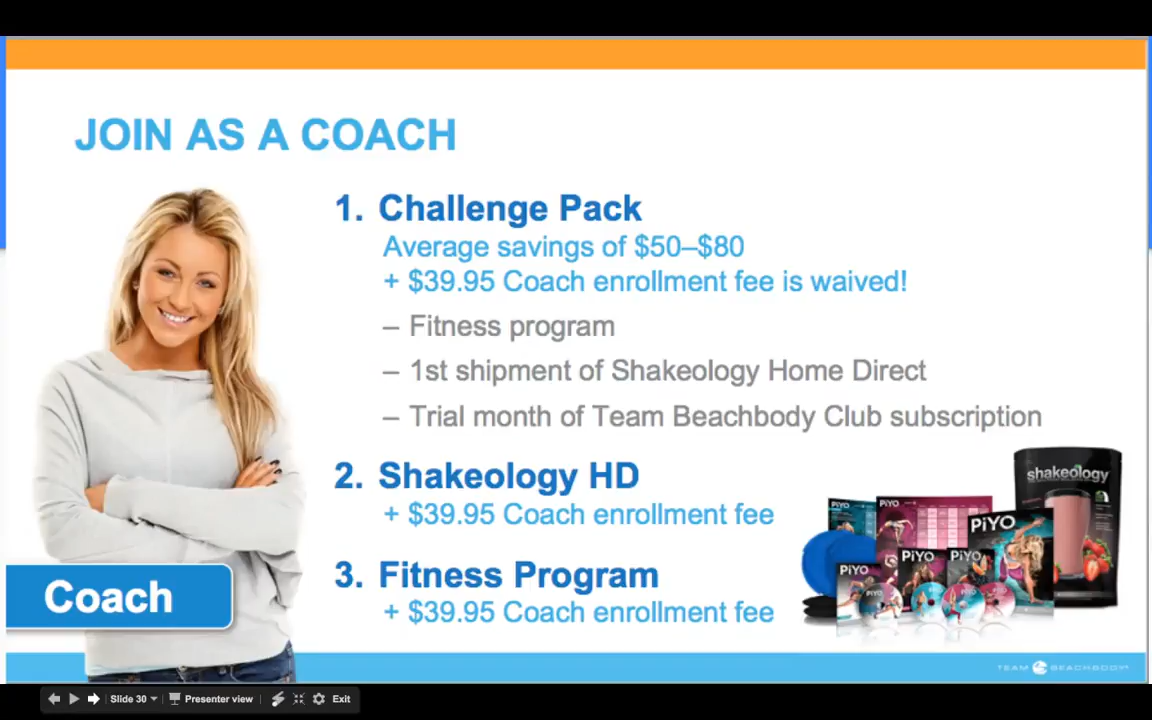 JOIN AS A COACH
1. Challenge Pack
Average savings of $50–$80
+ $39.95 Coach enrollment fee is waived!
– Fitness program
– 1st shipment of Shakeology Home Direct
– Trial month of Team Beachbody Club subscription
2. Shakeology HD
+ $39.95 Coach enrollment fee
3. Fitness Program
+ $39.95 Coach enrollment fee
Coach
shakeology
PiYO
PiYO
PiYO
PiYO
PiYO
PiYO
TEAM BEACHBODY
Slide 30
Presenter view
Exit